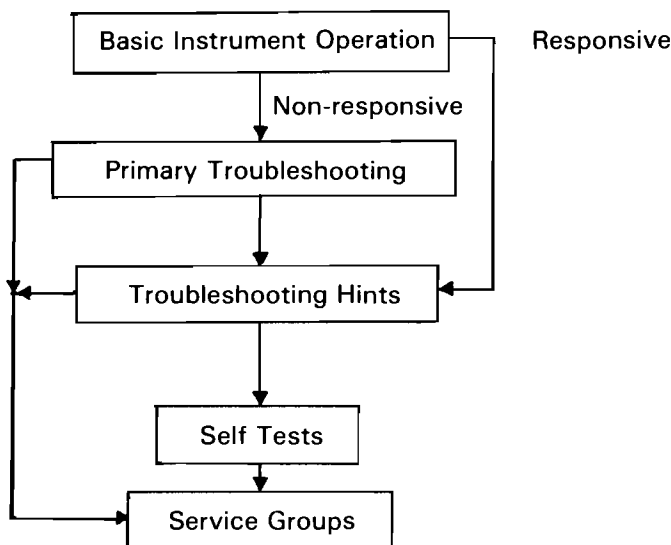 Basic Instrument Operation
Responsive
Non-responsive
Primary Troubleshooting
Troubleshooting Hints
Self Tests
Service Groups